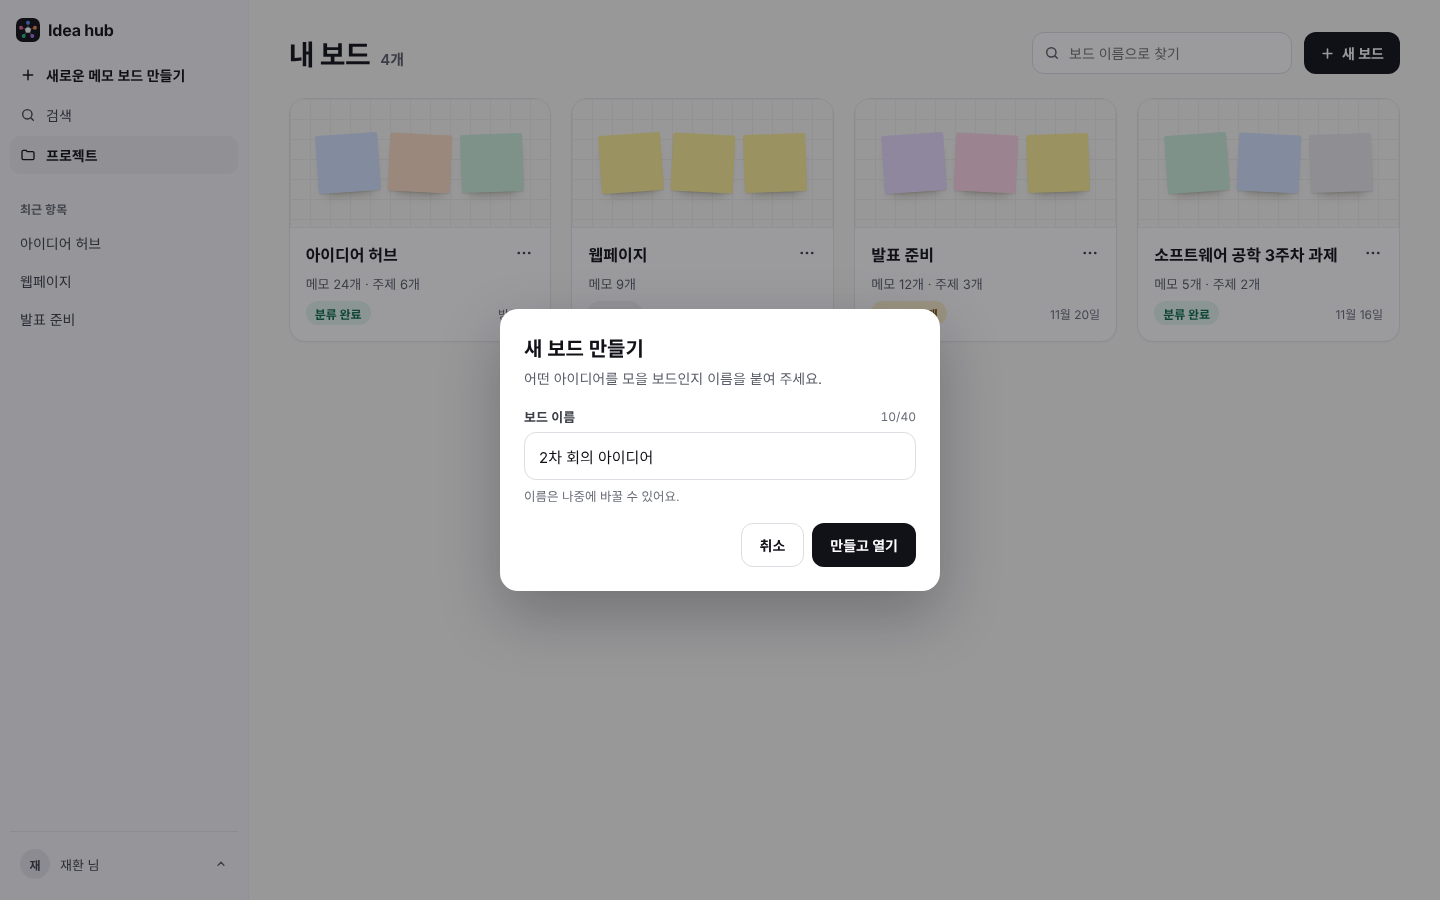 Idea hub
새로운 메모 보드 만들기
검색
프로젝트
최근 항목
아이디어 허브
웹페이지
발표 준비
재
재환 님
내 보드 4개
보드 이름으로 찾기
새 보드
아이디어 허브
메모 24개 · 주제 6개
분류 완료
웹페이지
메모 9개
발표 준비
메모 12개 · 주제 3개
11월 20일
소프트웨어 공학 3주차 과제
메모 5개 · 주제 2개
분류 완료
11월 16일
새 보드 만들기
어떤 아이디어를 모을 보드인지 이름을 붙여 주세요.
보드 이름
10/40
2차 회의 아이디어
이름은 나중에 바꿀 수 있어요.
취소
만들고 열기